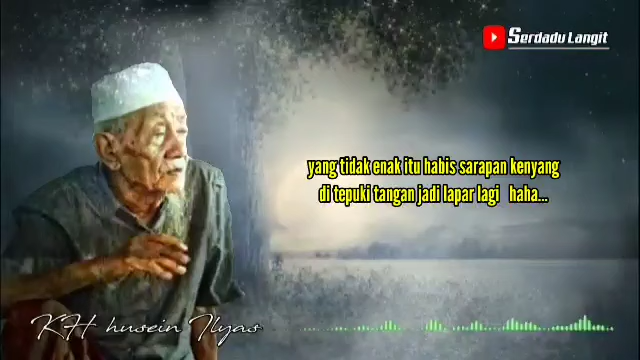 Serdadu Langit
yang tidak enak itu habis sarapan kenyang
di tepuki tangan jadi lapar lagi haha...
KH husein Ilyas